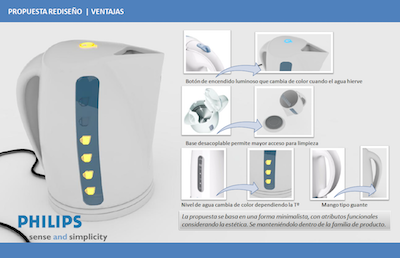 PROPUESTA REDISEÑO | VENTAJAS
Botón de encendido luminoso que cambia de color cuando el agua hierve
Base desacoplable permite mayor acceso para limpieza
Nivel de agua cambia de color dependiendo la Tº
Mango tipo guante
PHILIPS
sense and simplicity
La propuesta se basa en una forma minimalista, con atributos funcionales
considerando la estética. Se manteniéndolo dentro de la familia de producto.